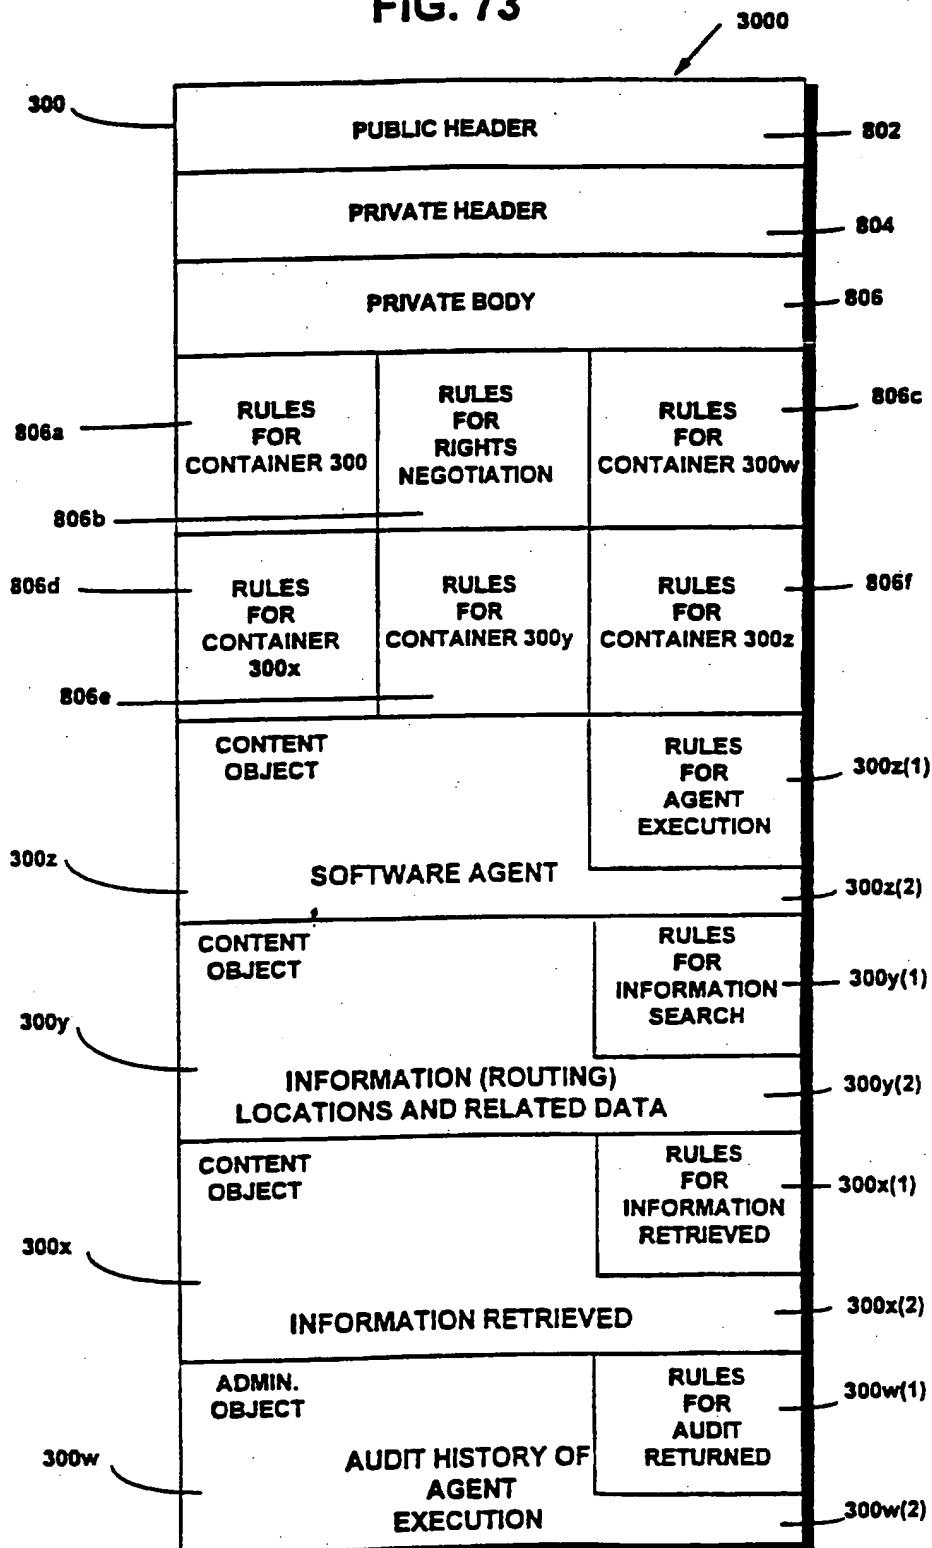 FIG. 73
3000
300
PUBLIC HEADER
802
PRIVATE HEADER
804
PRIVATE BODY
806
806a
RULES
FOR
CONTAINER 300
RULES
FOR
RIGHTS
NEGOTIATION
RULES
FOR
CONTAINER 300w
806c
806b
806d
RULES
FOR
CONTAINER
300x
RULES
FOR
CONTAINER 300y
RULES
FOR
CONTAINER 300z
806f
806e
CONTENT
OBJECT
RULES
FOR
AGENT
EXECUTION
300z(1)
300z
SOFTWARE AGENT
300z(2)
CONTENT
OBJECT
RULES
FOR
INFORMATION
SEARCH
300y(1)
300y
INFORMATION (ROUTING)
LOCATIONS AND RELATED DATA
300y(2)
CONTENT
OBJECT
RULES
FOR
INFORMATION
RETRIEVED
300x(1)
300x
INFORMATION RETRIEVED
300x(2)
ADMIN.
OBJECT
RULES
FOR
AUDIT
RETURNED
300w(1)
300w
AUDIT HISTORY OF
AGENT
EXECUTION
300w(2)